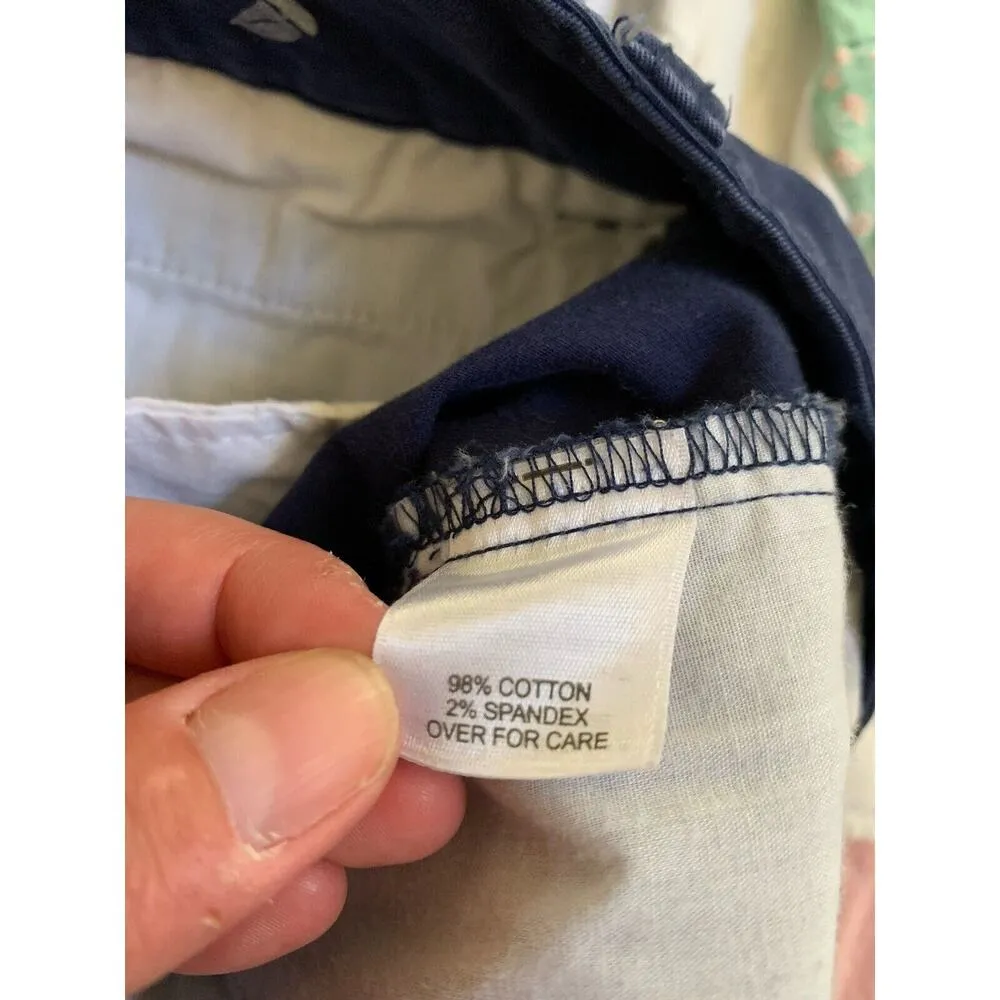 98% COTTON
2% SPANDEX
OVER FOR CARE